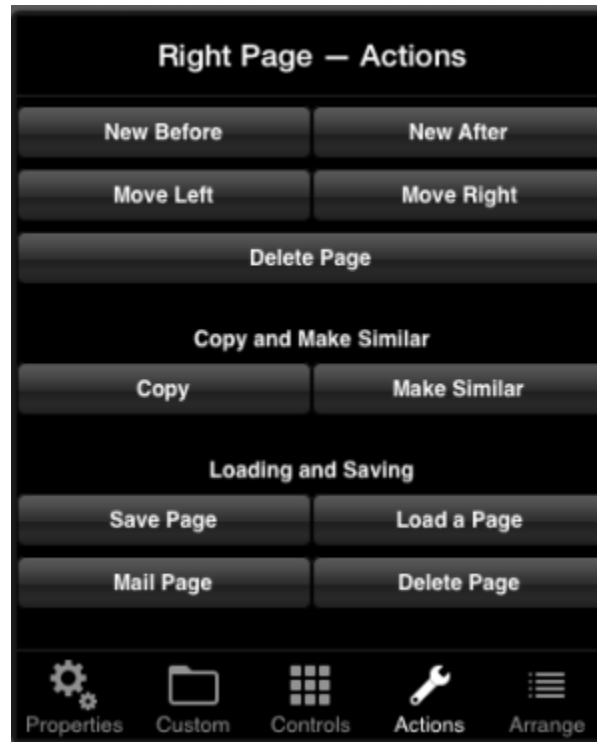 Right Page — Actions
New Before New After
Move Left Move Right
Delete Page
Copy and Make Similar
Copy Make Similar
Loading and Saving
Save Page Load a Page
Mail Page Delete Page
Properties Custom Controls Actions Arrange